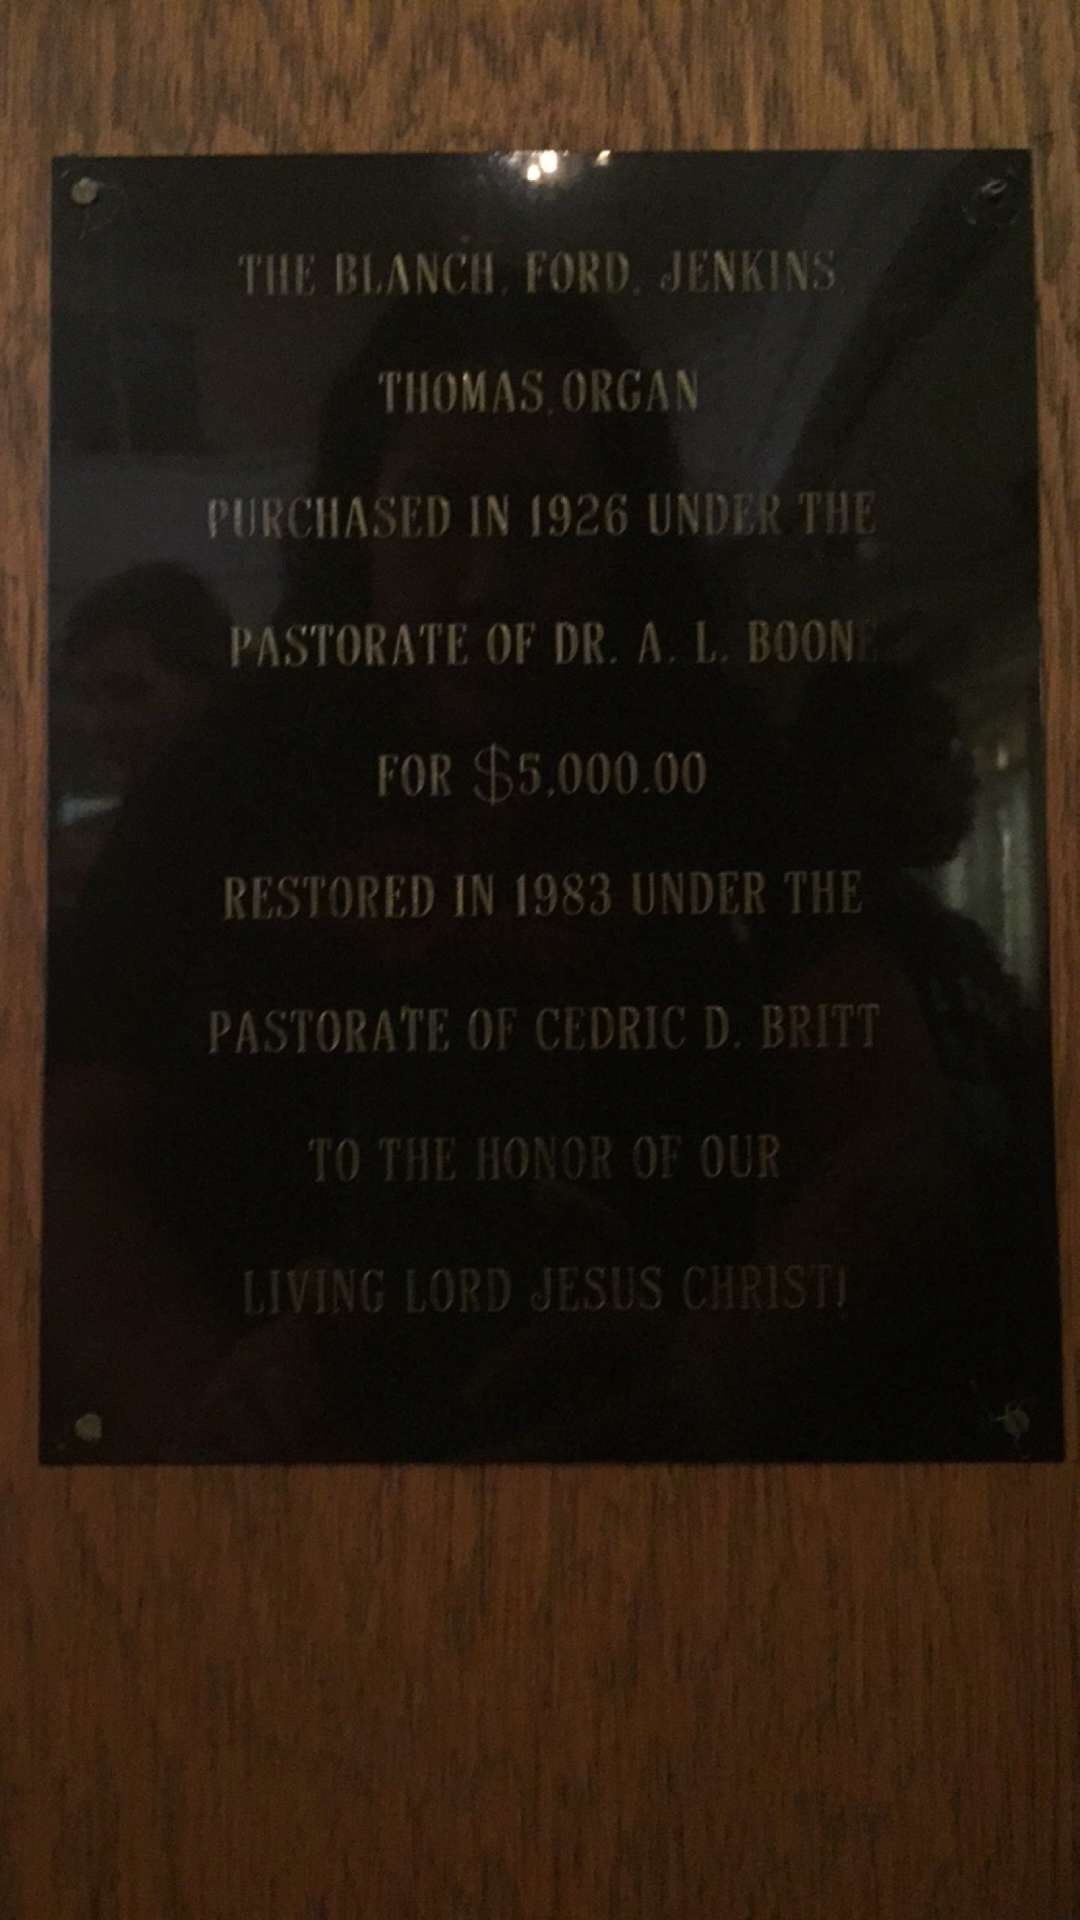 THE BLANCH, FORD, JENKINS,
THOMAS, ORGAN
PURCHASED IN 1926 UNDER THE
PASTORATE OF DR. A. L. BOONE
FOR $5,000.00
RESTORED IN 1983 UNDER THE
PASTORATE OF CEDRIC D. BRITT
TO THE HONOR OF OUR
LIVING LORD JESUS CHRIST!